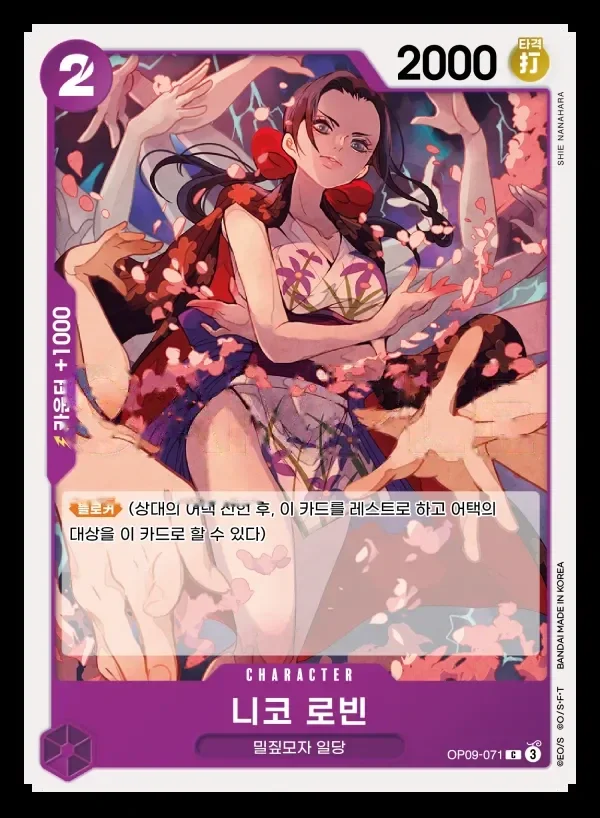 2
2000
타격
打
SHIE NANAHARA
카운터 +1000
블로커 (상대의 어택 선언 후, 이 카드를 레스트로 하고 어택의
대상을 이 카드로 할 수 있다)
BANDAI MADE IN KOREA
©E.O/S ©O/S·F·T
CHARACTER
니코 로빈
밀짚모자 일당
OP09-071 C 3